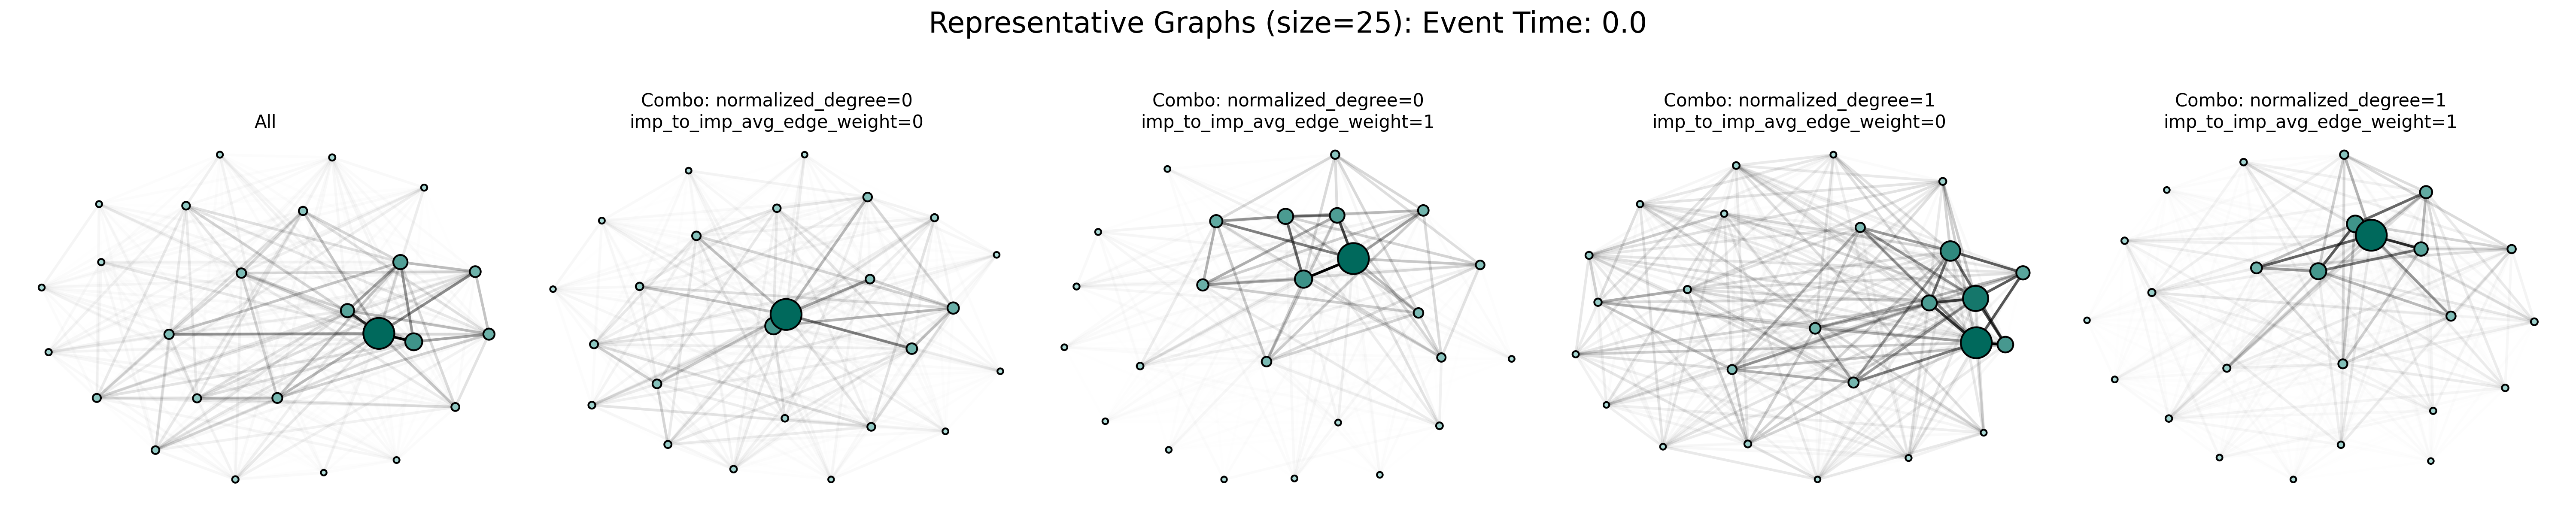 Representative Graphs (size=25): Event Time: 0.0
All
Combo: normalized_degree=0
imp_to_imp_avg_edge_weight=0
Combo: normalized_degree=0
imp_to_imp_avg_edge_weight=1
Combo: normalized_degree=1
imp_to_imp_avg_edge_weight=0
Combo: normalized_degree=1
imp_to_imp_avg_edge_weight=1